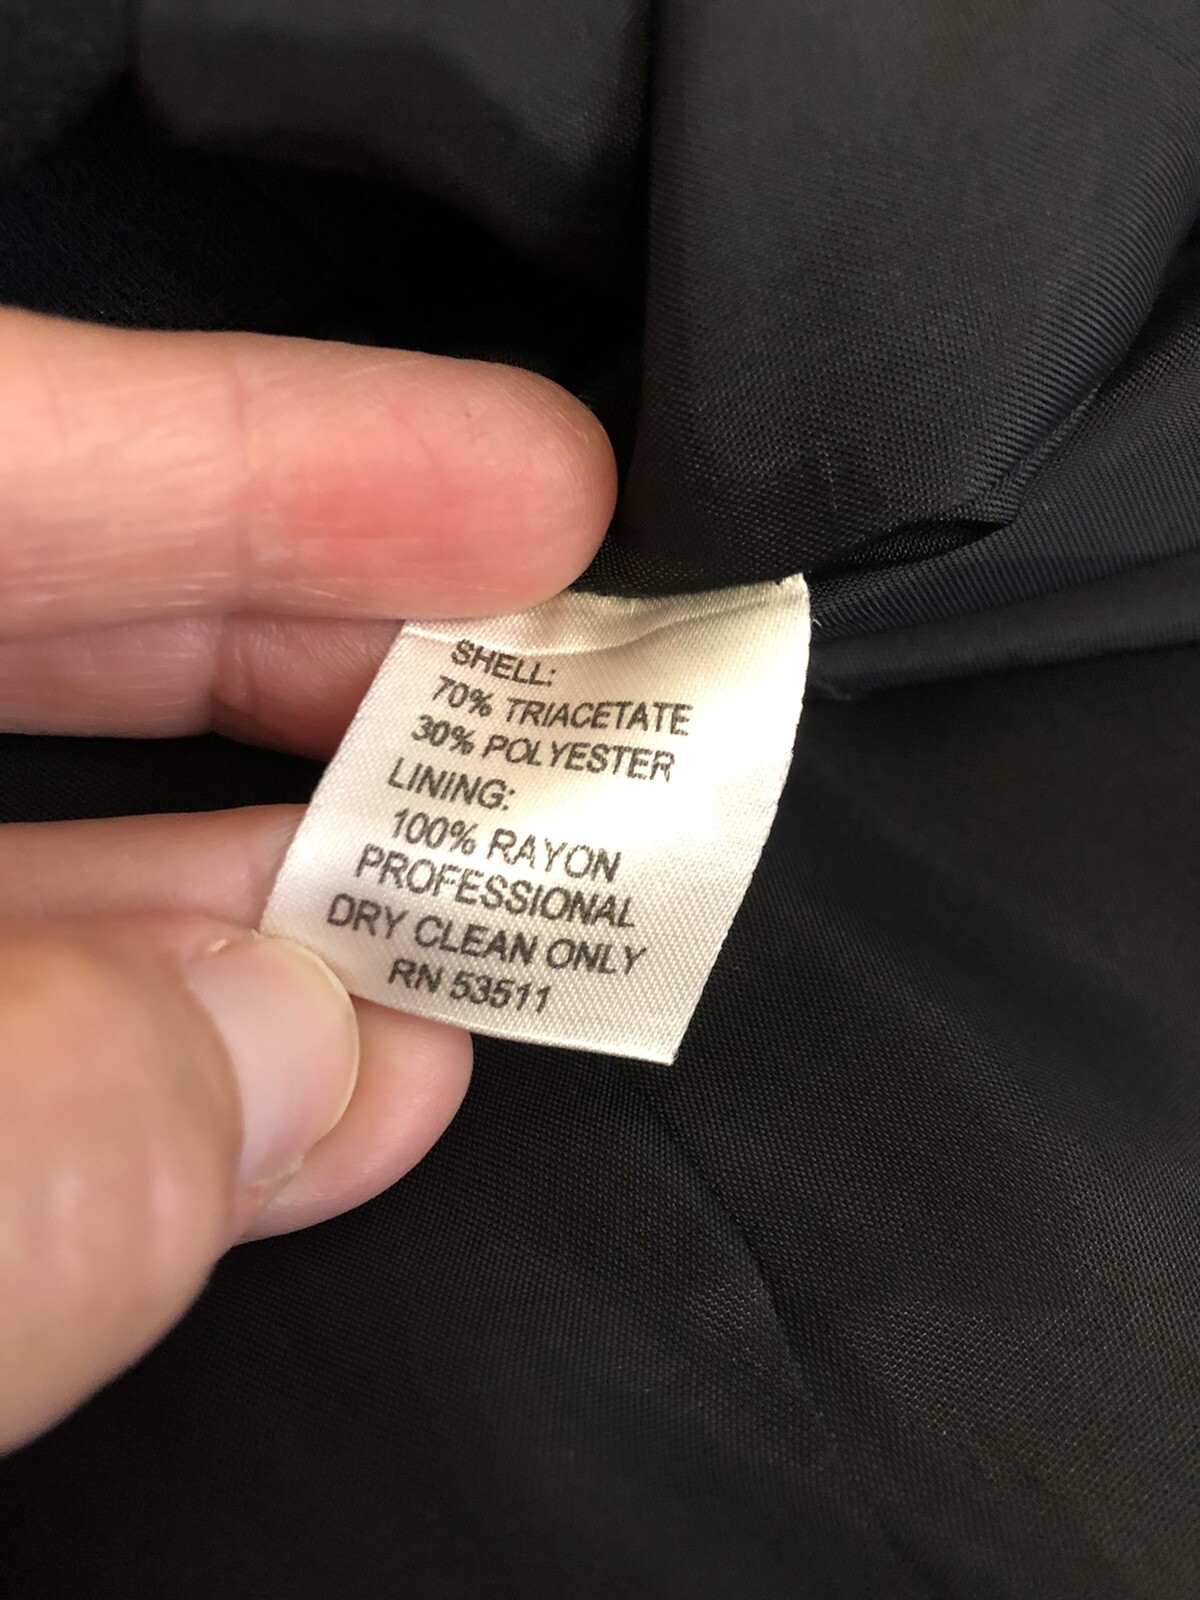 SHELL:
70% TRIACETATE
30% POLYESTER
LINING:
100% RAYON
PROFESSIONAL
DRY CLEAN ONLY
RN 53511